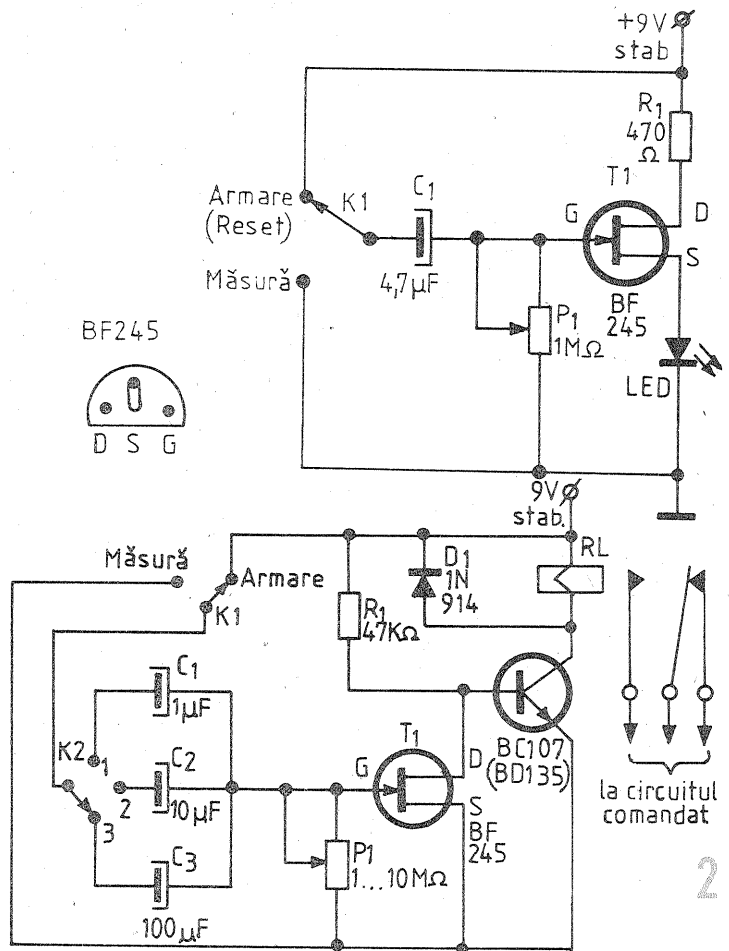 +9V
stab
R1
470
Ω
T1
Armare
(Reset)
K1
C1
G
D
S
Măsură
4,7µF
P1
1MΩ
BF
245
LED
BF245
D S G
9V
stab.
RL
Măsură
Armare
K1
D1
1N
914
R1
47KΩ
C1
1µF
K2
1
2
3
C2
10µF
C3
100µF
T1
G
D
S
BF
245
P1
1...10MΩ
BC107
(BD135)
la circuitul
comandat
2